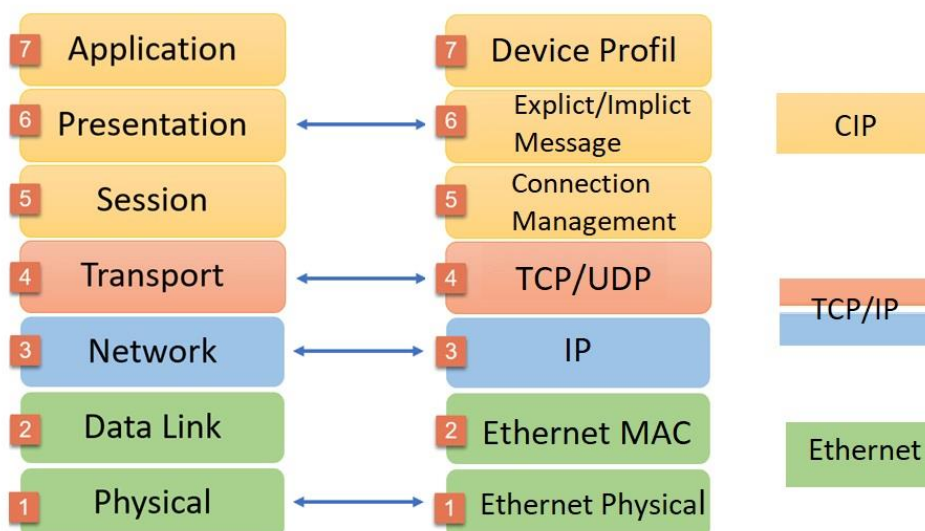 7 Application
7 Device Profil
6 Presentation
6 Explict/Implict
Message
CIP
5 Session
5 Connection
Management
4 Transport
4 TCP/UDP
TCP/IP
3 Network
3 IP
2 Data Link
2 Ethernet MAC
Ethernet
1 Physical
1 Ethernet Physical